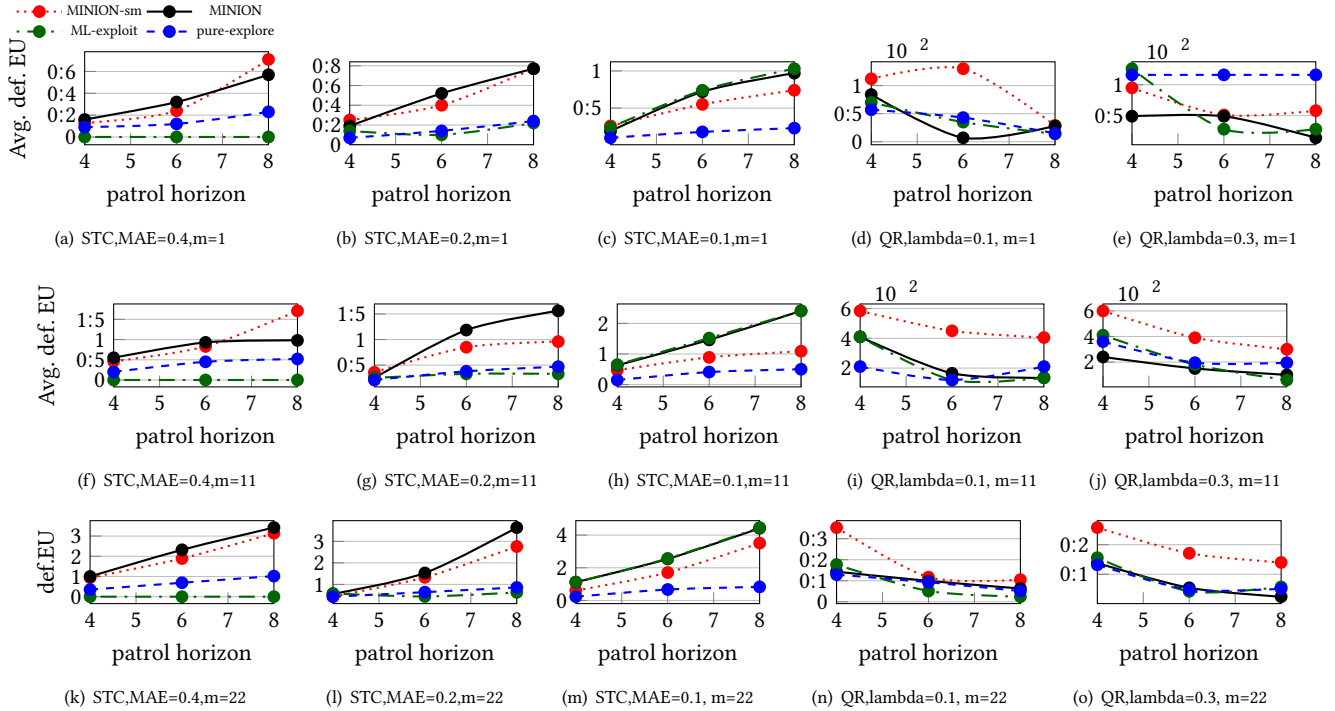 MINION-sm MINION
ML-exploit pure-explore
Avg. def. EU
0:6
0:4
0:2
0
4 5 6 7 8
patrol horizon
(a) STC,MAE=0.4,m=1
0:8
0:6
0:4
0:2
0
4 5 6 7 8
patrol horizon
(b) STC,MAE=0.2,m=1
1
0:5
4 5 6 7 8
patrol horizon
(c) STC,MAE=0.1,m=1
10 2
1
0:5
0
4 5 6 7 8
patrol horizon
(d) QR,lambda=0.1, m=1
10 2
1
0:5
4 5 6 7 8
patrol horizon
(e) QR,lambda=0.3, m=1
Avg. def. EU
1:5
1
0.5
0
4 5 6 7 8
patrol horizon
(f) STC,MAE=0.4,m=11
1:5
1
0.5
4 5 6 7 8
patrol horizon
(g) STC,MAE=0.2,m=11
2
1
0
4 5 6 7 8
patrol horizon
(h) STC,MAE=0.1,m=11
10 2
6
4
2
4 5 6 7 8
patrol horizon
(i) QR,lambda=0.1, m=11
10 2
6
4
2
4 5 6 7 8
patrol horizon
(j) QR,lambda=0.3, m=11
def.EU
3
2
1
0
4 5 6 7 8
patrol horizon
(k) STC,MAE=0.4,m=22
3
2
1
4 5 6 7 8
patrol horizon
(l) STC,MAE=0.2,m=22
4
2
0
4 5 6 7 8
patrol horizon
(m) STC,MAE=0.1, m=22
0:3
0:2
0:1
0
4 5 6 7 8
patrol horizon
(n) QR,lambda=0.1, m=22
0:2
0:1
4 5 6 7 8
patrol horizon
(o) QR,lambda=0.3, m=22